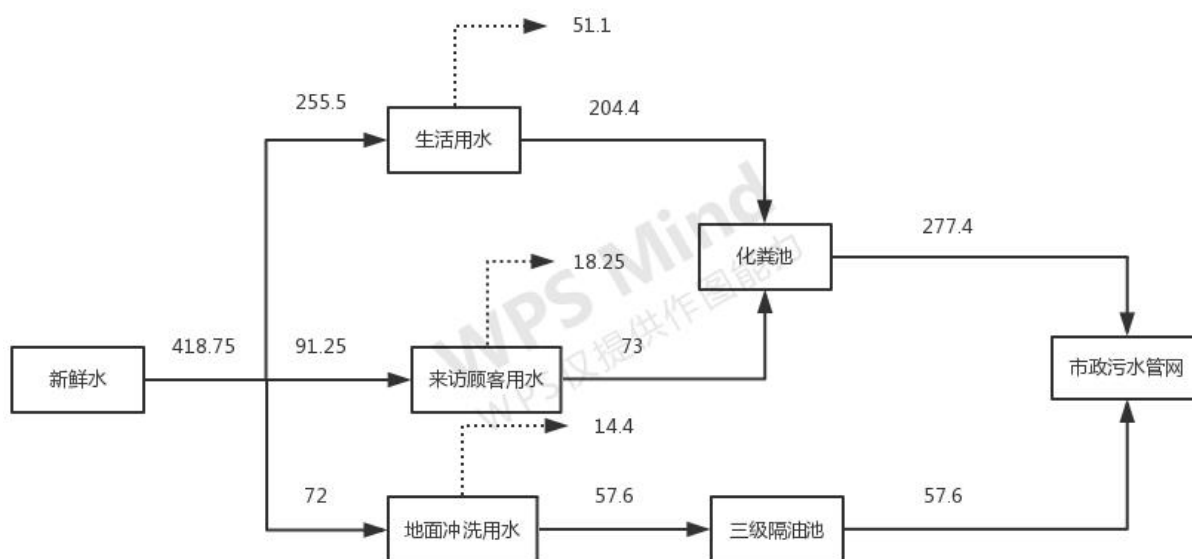 51.1
255.5
204.4
生活用水
277.4
化粪池
18.25
418.75
91.25
73
新鲜水
来访顾客用水
市政污水管网
14.4
72
57.6
57.6
地面冲洗用水
三级隔油池
WPS Mind
WPS仅提供作图能力